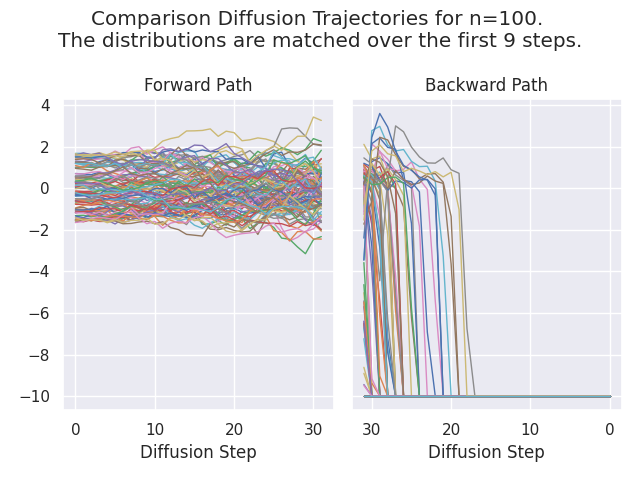 Comparison Diffusion Trajectories for n=100.
The distributions are matched over the first 9 steps.
Forward Path
Backward Path
4
2
0
−2
−4
−6
−8
−10
0 10 20 30
30 20 10 0
Diffusion Step
Diffusion Step